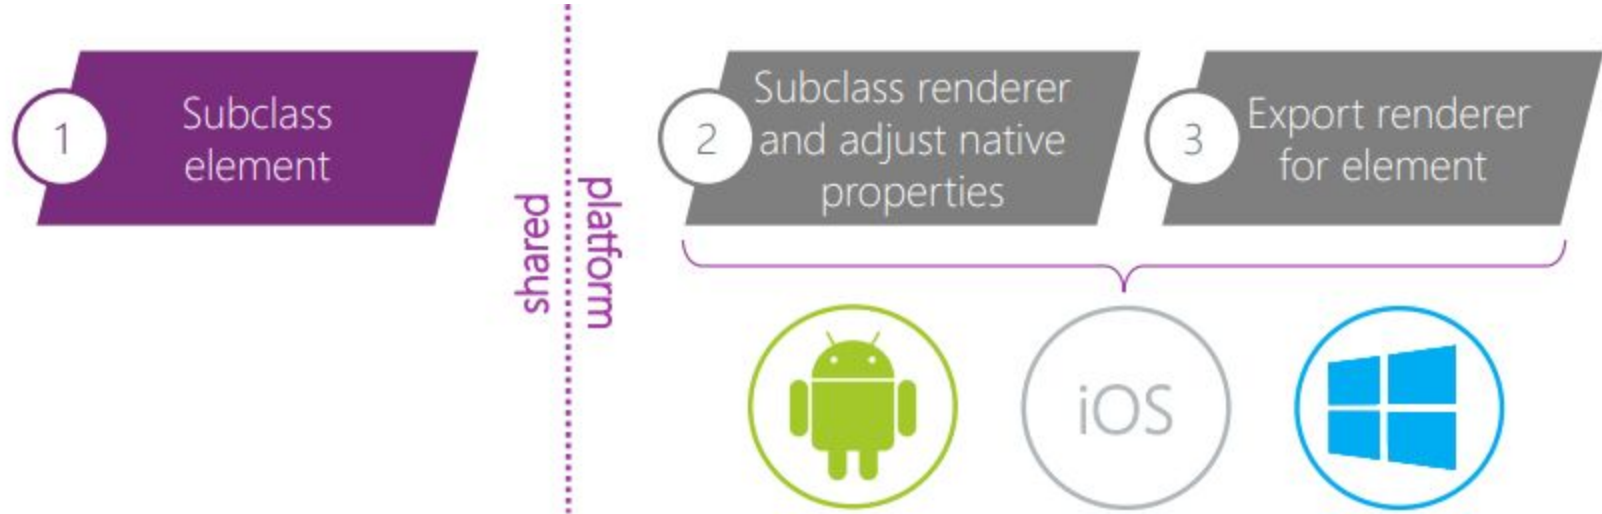 1
Subclass
element
shared
platform
2
Subclass renderer
and adjust native
properties
3
Export renderer
for element
iOS